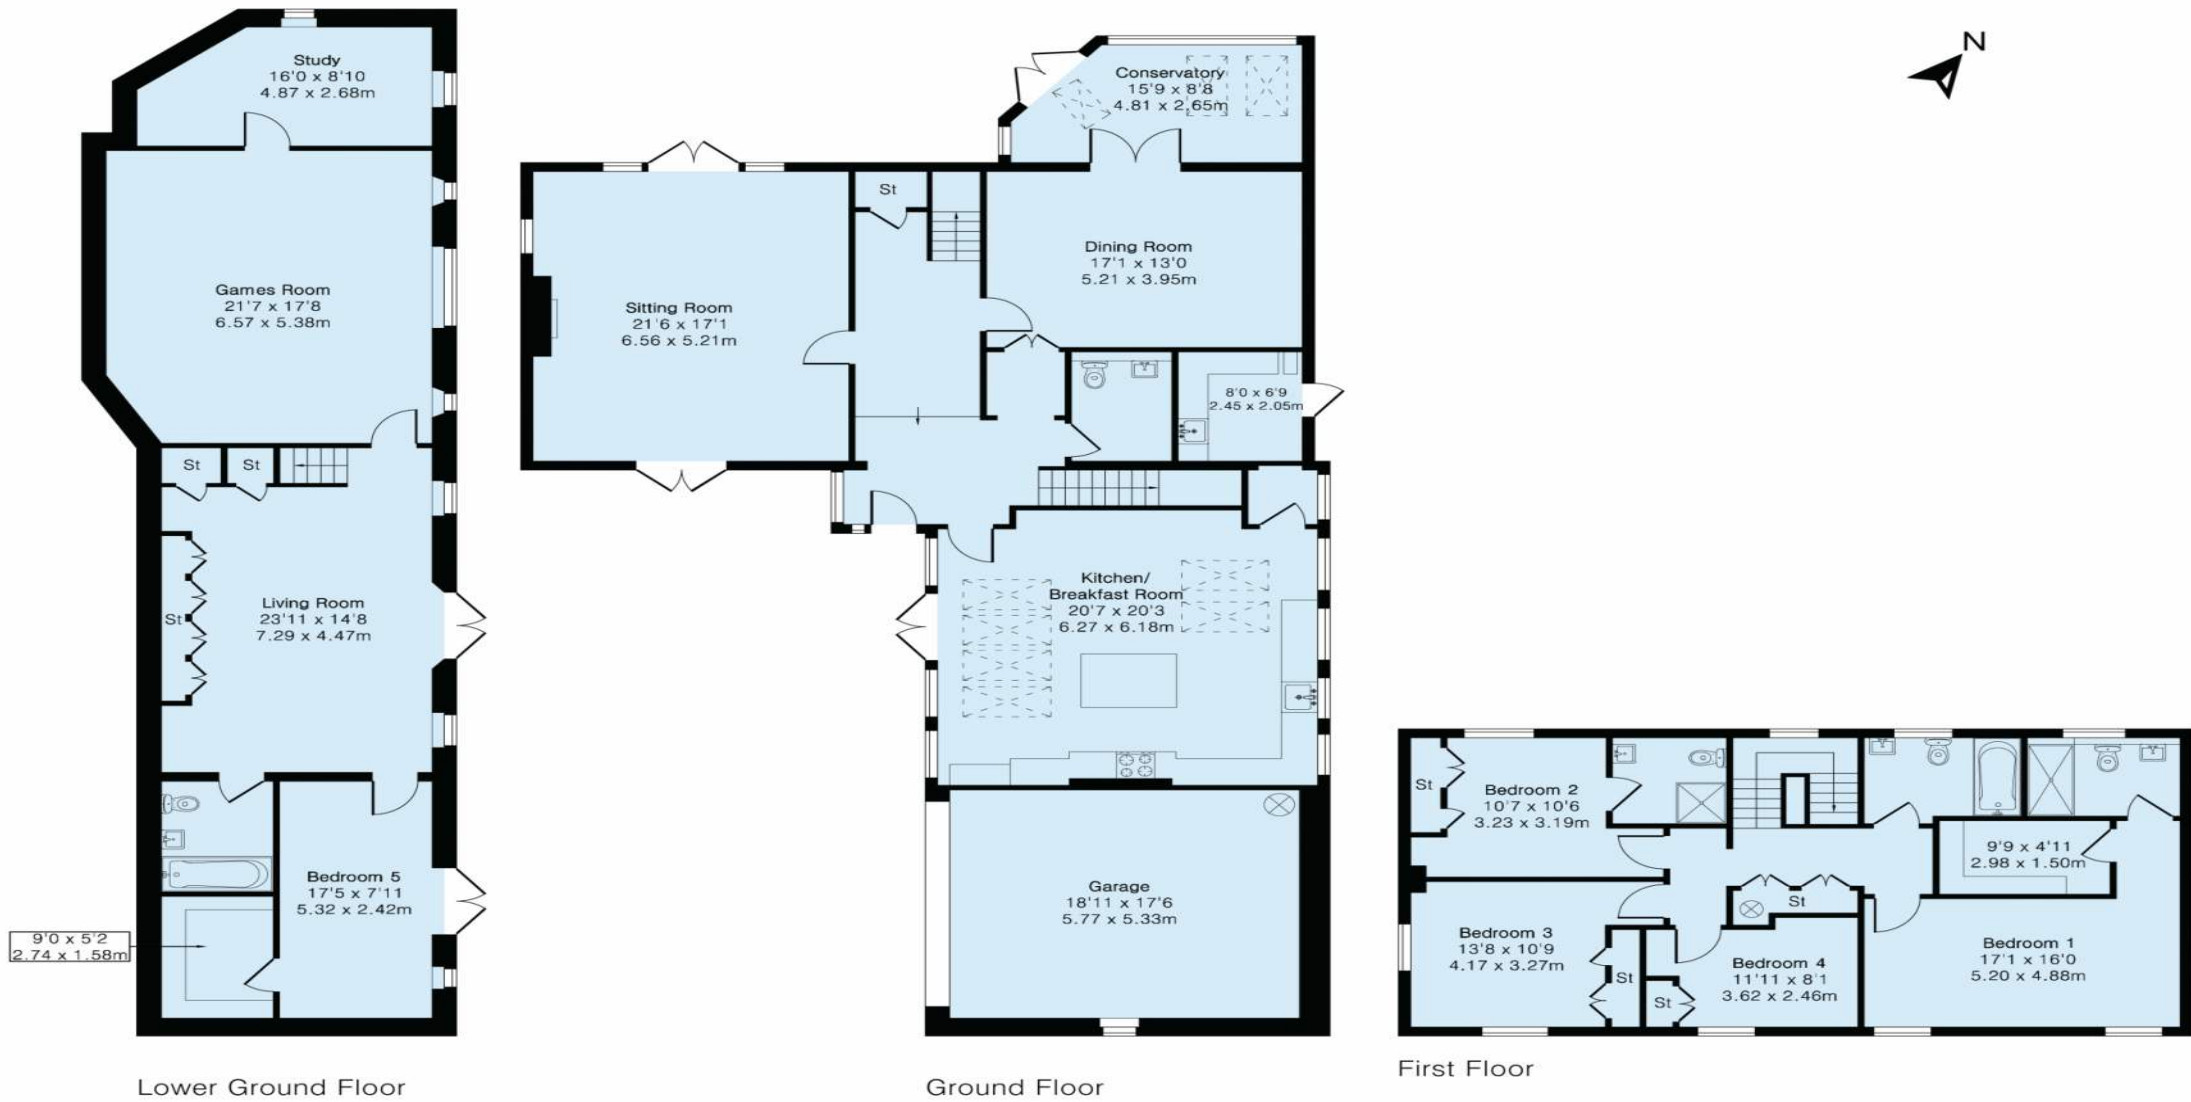 Study
16'0 x 8'10
4.87 x 2.68m
Games Room
21'7 x 17'8
6.57 x 5.38m
St
St
St
Living Room
23'11 x 14'8
7.29 x 4.47m
Bedroom 5
17'5 x 7'11
5.32 x 2.42m
9'0 x 5'2
2.74 x 1.58m
Lower Ground Floor
Conservatory
15'9 x 8'8
4.81 x 2.65m
St
Dining Room
17'1 x 13'0
5.21 x 3.95m
Sitting Room
21'6 x 17'1
6.56 x 5.21m
8'0 x 6'9
2.45 x 2.05m
Kitchen/
Breakfast Room
20'7 x 20'3
6.27 x 6.18m
Garage
18'11 x 17'6
5.77 x 5.33m
Ground Floor
N
St
Bedroom 2
10'7 x 10'6
3.23 x 3.19m
9'9 x 4'11
2.98 x 1.50m
St
Bedroom 3
13'8 x 10'9
4.17 x 3.27m
St
St
Bedroom 4
11'11 x 8'1
3.62 x 2.46m
Bedroom 1
17'1 x 16'0
5.20 x 4.88m
First Floor